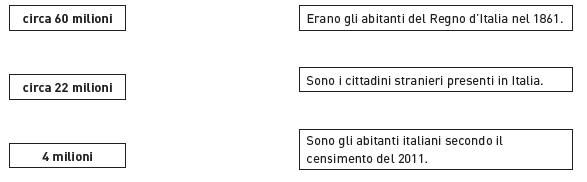 circa 60 milioni
Erano gli abitanti del Regno d'Italia nel 1861.
circa 22 milioni
Sono i cittadini stranieri presenti in Italia.
4 milioni
Sono gli abitanti italiani secondo il
censimento del 2011.